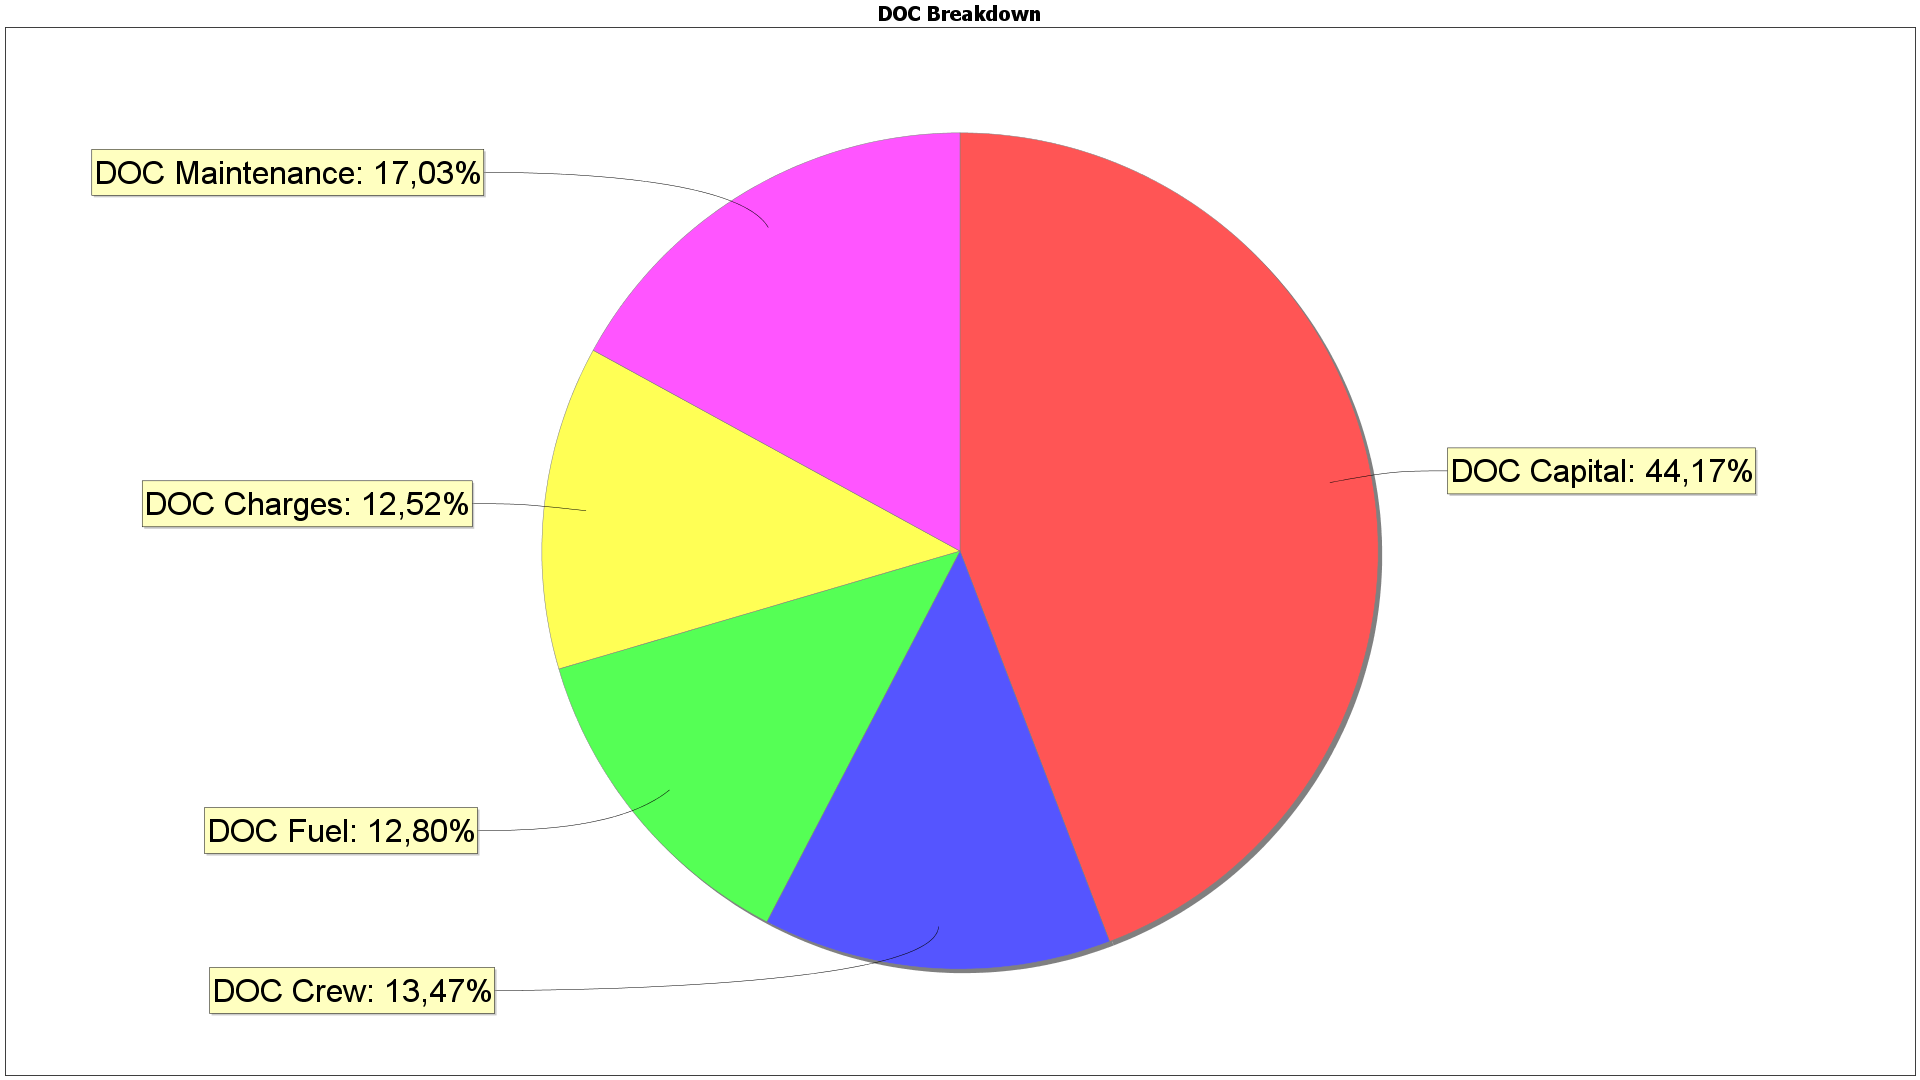 DOC Breakdown
DOC Maintenance: 17,03%
DOC Capital: 44,17%
DOC Charges: 12,52%
DOC Fuel: 12,80%
DOC Crew: 13,47%